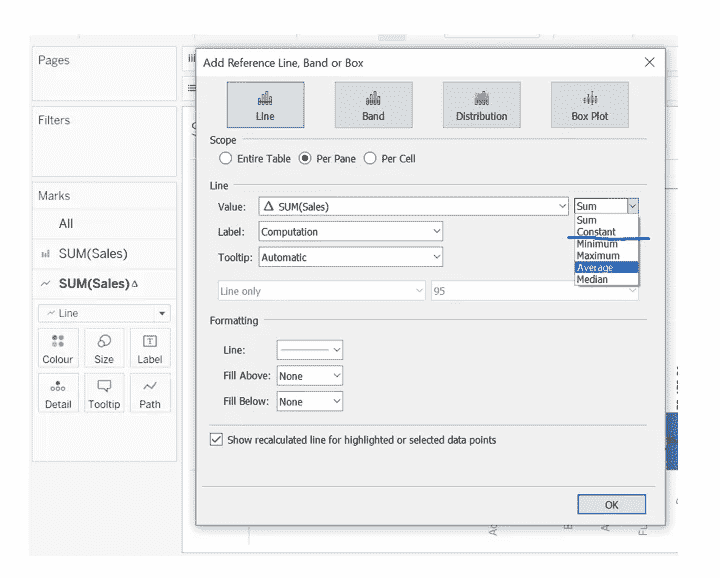 Pages
Filters
Marks
All
SUM(Sales)
SUM(Sales) Δ
Line
Colour
Size
Label
Detail
Tooltip
Path
Add Reference Line, Band or Box
Line
Band
Distribution
Box Plot
Scope
Entire Table
Per Pane
Per Cell
Line
Value:
Δ SUM(Sales)
Sum
Sum
Constant
Minimum
Maximum
Average
Median
Label:
Computation
Tooltip:
Automatic
Line only
95
Formatting
Line:
Fill Above:
None
Fill Below:
None
Show recalculated line for highlighted or selected data points
OK